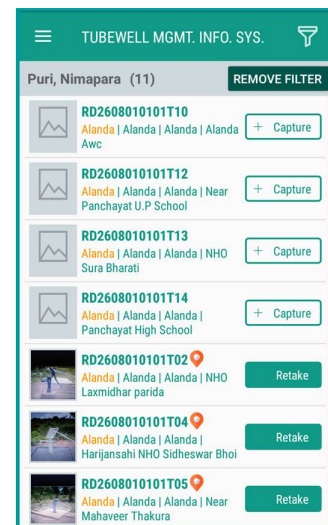 TUBEWELL MGMT. INFO. SYS.
Puri, Nimapara (11)
REMOVE FILTER
RD2608010101T10
Alanda | Alanda | Alanda | Alanda
Awc
+ Capture
RD2608010101T12
Alanda | Alanda | Alanda | Near
Panchayat U.P School
+ Capture
RD2608010101T13
Alanda | Alanda | Alanda | NHO
Sura Bharati
+ Capture
RD2608010101T14
Alanda | Alanda | Alanda |
Panchayat High School
+ Capture
RD2608010101T02
Alanda | Alanda | Alanda | NHO
Laxmidhar parida
Retake
RD2608010101T04
Alanda | Alanda | Alanda |
Harijansahi NHO Sidheswar Bhoi
Retake
RD2608010101T05
Alanda | Alanda | Alanda | Near
Mahaveer Thakura
Retake